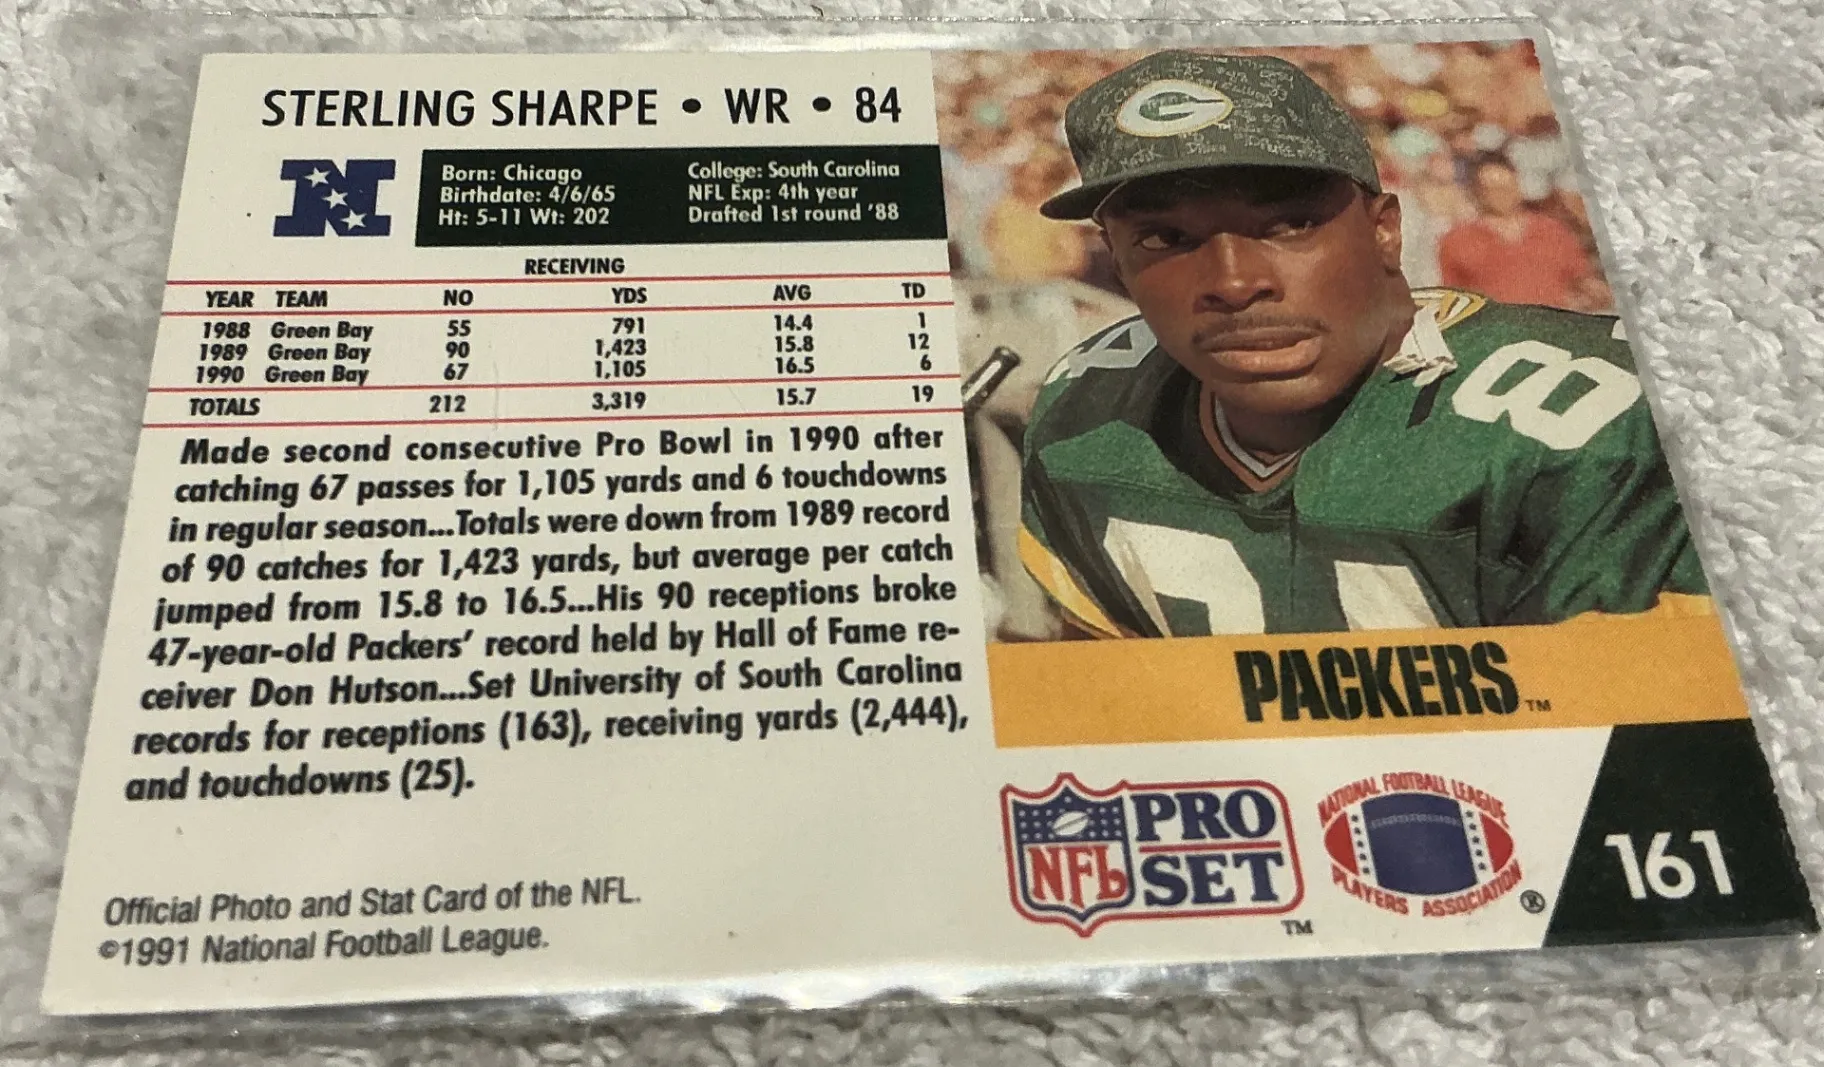 STERLING SHARPE • WR • 84
Born: Chicago
Birthdate: 4/6/65
Ht: 5-11 Wt: 202
College: South Carolina
NFL Exp: 4th year
Drafted 1st round '88
RECEIVING
YEAR TEAM NO YDS AVG TD
1988 Green Bay 55 791 14.4 1
1989 Green Bay 90 1,423 15.8 12
1990 Green Bay 67 1,105 16.5 6
TOTALS 212 3,319 15.7 19
Made second consecutive Pro Bowl in 1990 after
catching 67 passes for 1,105 yards and 6 touchdowns
in regular season...Totals were down from 1989 record
of 90 catches for 1,423 yards, but average per catch
jumped from 15.8 to 16.5...His 90 receptions broke
47-year-old Packers' record held by Hall of Fame re-
ceiver Don Hutson...Set University of South Carolina
records for receptions (163), receiving yards (2,444),
and touchdowns (25).
Official Photo and Stat Card of the NFL.
©1991 National Football League.
G
8
84
PACKERS™
NFL PRO SET™
NATIONAL FOOTBALL LEAGUE
PLAYERS ASSOCIATION®
161